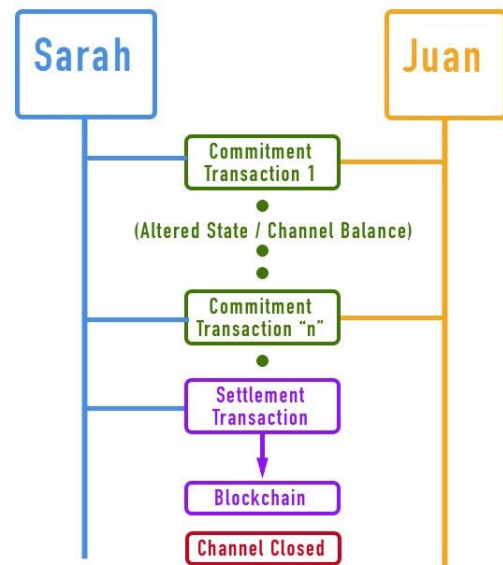 Sarah
Juan
Commitment
Transaction 1
(Altered State / Channel Balance)
Commitment
Transaction “n”
Settlement
Transaction
Blockchain
Channel Closed